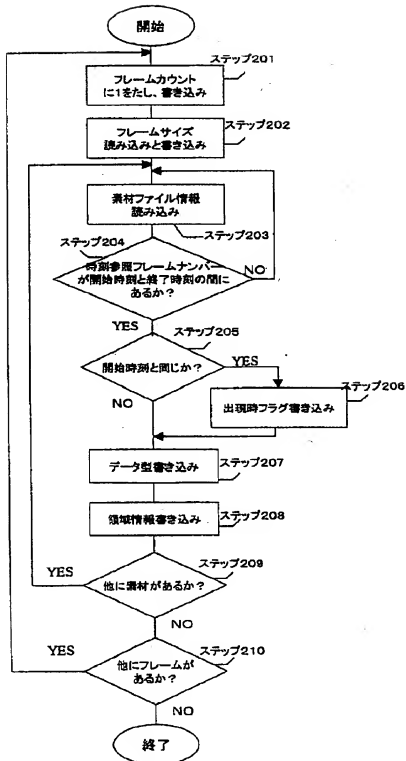 開始
ステップ201
フレームカウント
に1をたし、書き込み
ステップ202
フレームサイズ
読み込みと書き込み
素材ファイル情報
読み込み
ステップ203
ステップ204
時刻参照フレームナンバー
が開始時刻と終了時刻の間に
あるか?
NO
YES
ステップ205
開始時刻と同じか?
YES
NO
ステップ206
出現時フラグ書き込み
データ型書き込み
ステップ207
領域情報書き込み
ステップ208
YES
ステップ209
他に素材があるか?
NO
YES
ステップ210
他にフレームが
あるか?
NO
終了